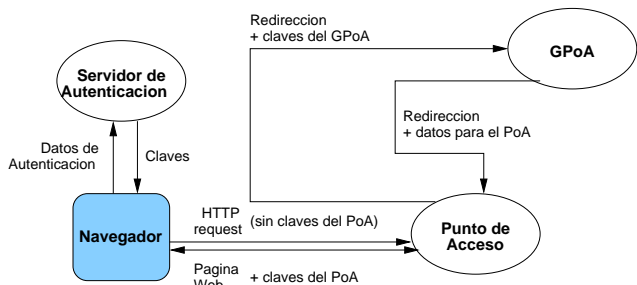 Redireccion
+ claves del GPoA
GPoA
Servidor de
Autenticacion
Redireccion
+ datos para el PoA
Datos de
Autenticacion
Claves
Navegador
HTTP
request
(sin claves del PoA)
Punto de
Acceso
Pagina
Web
+ claves del PoA